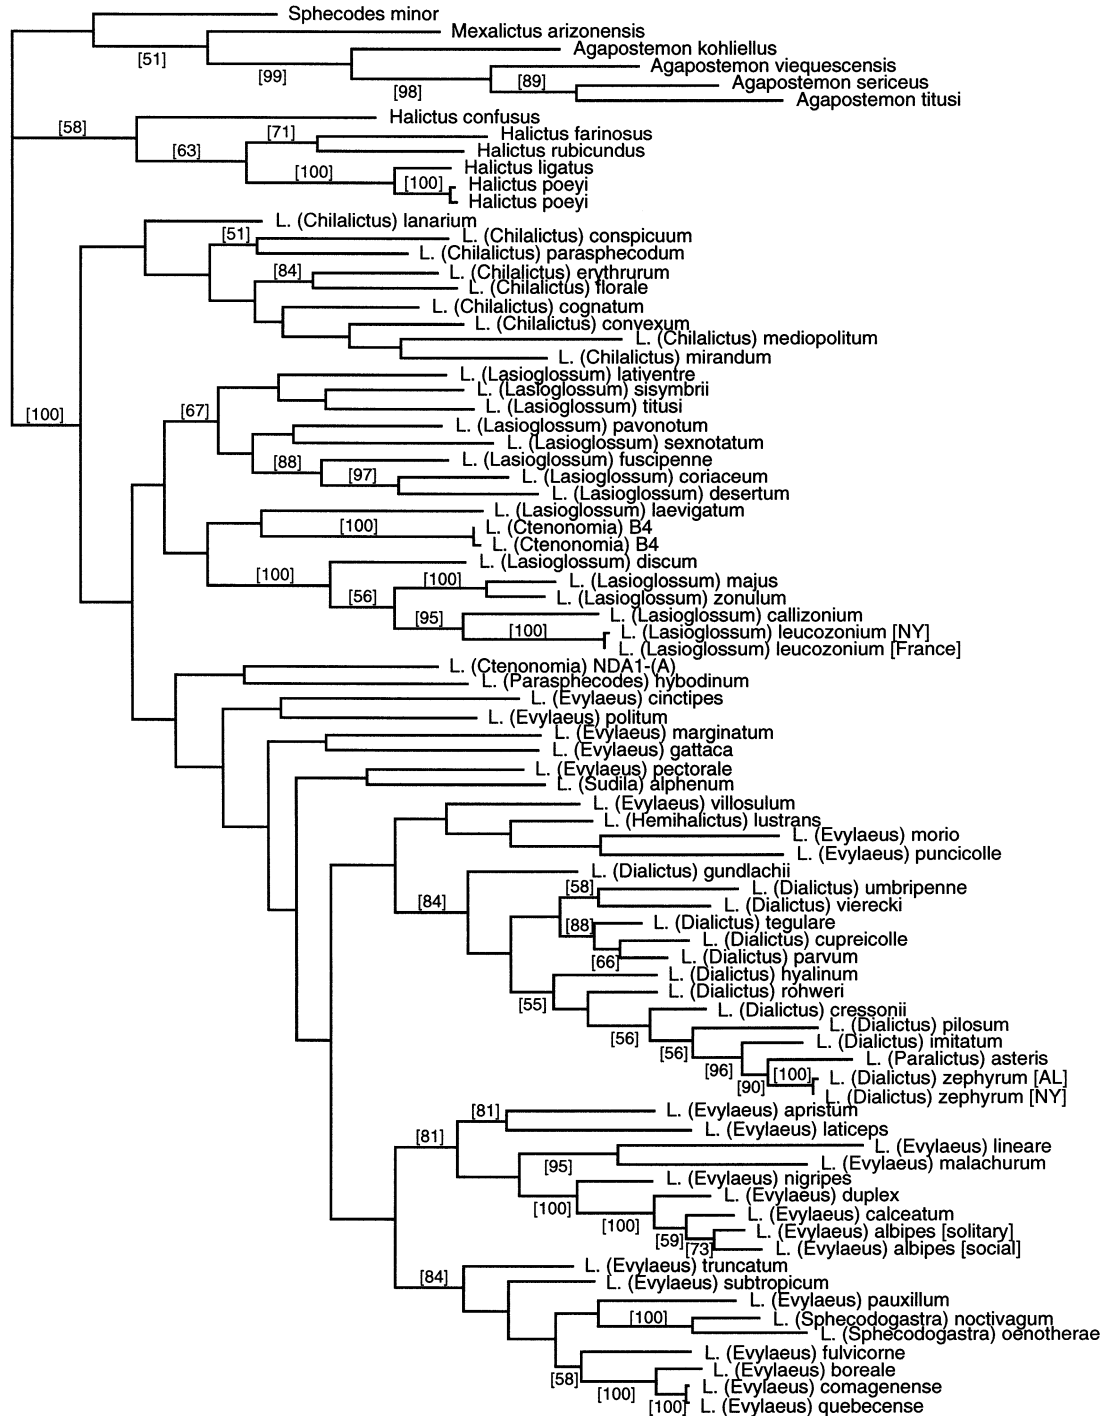 Sphecodes minor
Mexalictus arizonensis
[51]
Agapostemon kohliellus
[99]
Agapostemon viequescensis
[89]
Agapostemon sericeus
[98]
Agapostemon titusi
Halictus confusus
[58]
[71]
Halictus farinosus
[63]
Halictus rubicundus
Halictus ligatus
[100]
[100]
Halictus poeyi
Halictus poeyi
L. (Chilalictus) lanarium
[51]
L. (Chilalictus) conspicuum
L. (Chilalictus) parasphecodum
[84]
L. (Chilalictus) erythrurum
L. (Chilalictus) florale
L. (Chilalictus) cognatum
L. (Chilalictus) convexum
L. (Chilalictus) mediopolitum
L. (Chilalictus) mirandum
L. (Lasioglossum) lativentre
L. (Lasioglossum) sisymbrii
[100]
[67]
L. (Lasioglossum) titusi
L. (Lasioglossum) pavonotum
L. (Lasioglossum) sexnotatum
[88]
L. (Lasioglossum) fuscipenne
[97]
L. (Lasioglossum) coriaceum
L. (Lasioglossum) desertum
L. (Lasioglossum) laevigatum
[100]
L. (Ctenonomia) B4
L. (Ctenonomia) B4
L. (Lasioglossum) discum
[100]
[100]
L. (Lasioglossum) majus
[56]
L. (Lasioglossum) zonulum
[95]
L. (Lasioglossum) callizonium
[100]
L. (Lasioglossum) leucozonium [NY]
L. (Lasioglossum) leucozonium [France]
L. (Ctenonomia) NDA1-(A)
L. (Parasphecodes) hybodinum
L. (Evylaeus) cinctipes
L. (Evylaeus) politum
L. (Evylaeus) marginatum
L. (Evylaeus) gattaca
L. (Evylaeus) pectorale
L. (Sudila) alphenum
L. (Evylaeus) villosulum
L. (Hemihalictus) lustrans
L. (Evylaeus) morio
L. (Evylaeus) puncicolle
L. (Dialictus) gundlachii
[84]
[58]
L. (Dialictus) umbripenne
L. (Dialictus) vierecki
[88]
L. (Dialictus) tegulare
L. (Dialictus) cupreicolle
[66]
L. (Dialictus) parvum
L. (Dialictus) hyalinum
[55]
L. (Dialictus) rohweri
L. (Dialictus) cressonii
[56]
L. (Dialictus) pilosum
[56]
L. (Dialictus) imitatum
[96]
L. (Paralictus) asteris
[90]
[100]
L. (Dialictus) zephyrum [AL]
L. (Dialictus) zephyrum [NY]
[81]
L. (Evylaeus) apristum
[81]
L. (Evylaeus) laticeps
L. (Evylaeus) lineare
[95]
L. (Evylaeus) malachurum
L. (Evylaeus) nigripes
[100]
L. (Evylaeus) duplex
[100]
L. (Evylaeus) calceatum
[59]
L. (Evylaeus) albipes [solitary]
[73]
L. (Evylaeus) albipes [social]
[84]
L. (Evylaeus) truncatum
L. (Evylaeus) subtropicum
L. (Evylaeus) pauxillum
[100]
L. (Sphecodogastra) noctivagum
L. (Sphecodogastra) oenotherae
L. (Evylaeus) fulvicorne
[58]
L. (Evylaeus) boreale
[100]
L. (Evylaeus) comagenense
[100]
L. (Evylaeus) quebecense